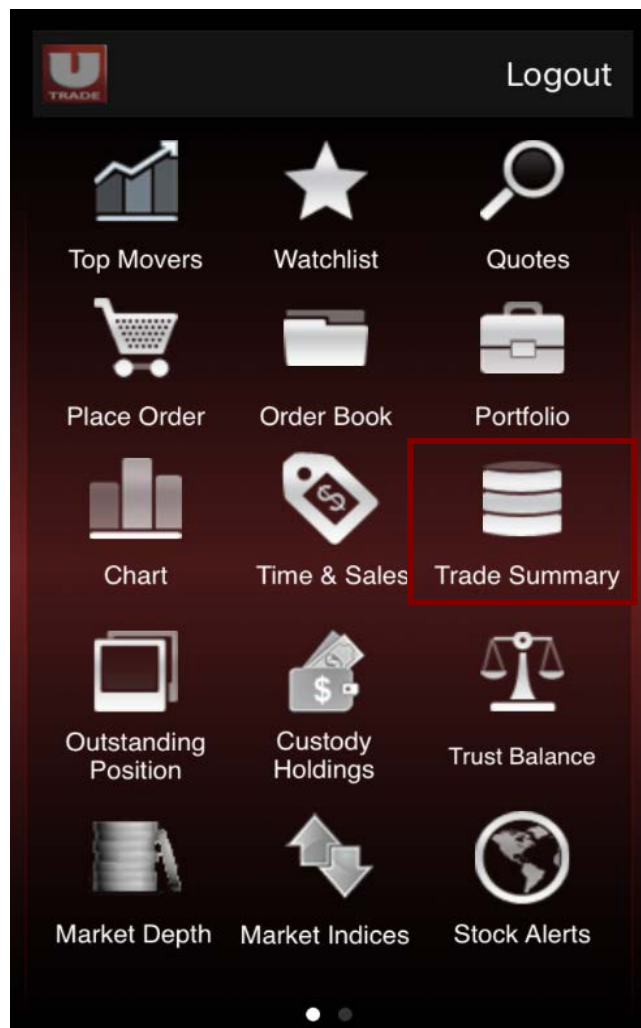 U
TRADE
Logout
Top Movers
Watchlist
Quotes
Place Order
Order Book
Portfolio
Chart
Time & Sales
Trade Summary
Outstanding
Position
Custody
Holdings
Trust Balance
Market Depth
Market Indices
Stock Alerts